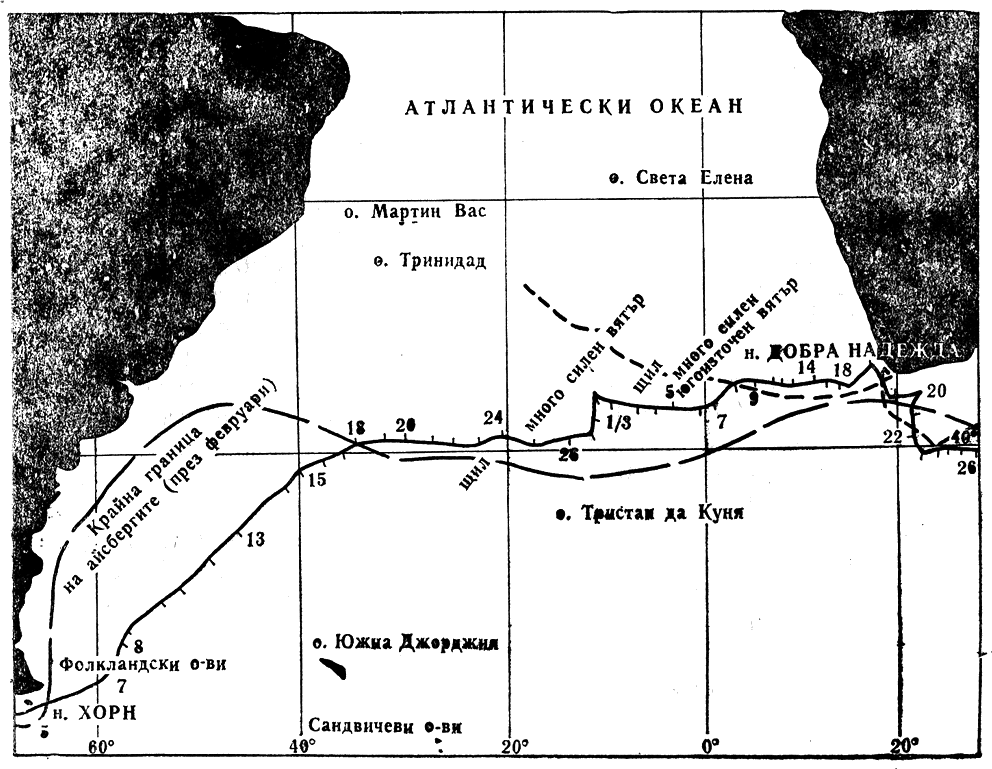 АТЛАНТИЧЕСКИ ОКЕАН
о. Света Елена
о. Мартин Вас
о. Тринидад
много силен вятър
щил
много силен
югоизточен вятър
н. ДОБРА НАДЕЖДА
14
18
5
9
20
1/3
7
18
20
24
26
22
40°
26
Крайна граница
на айсбергите (през февруари)
15
щил
о. Тристан да Куня
13
8
о. Южна Джорджия
Фолкландски о-ви
7
н. ХОРН
Сандвичеви о-ви
60°
40°
20°
0°
20°